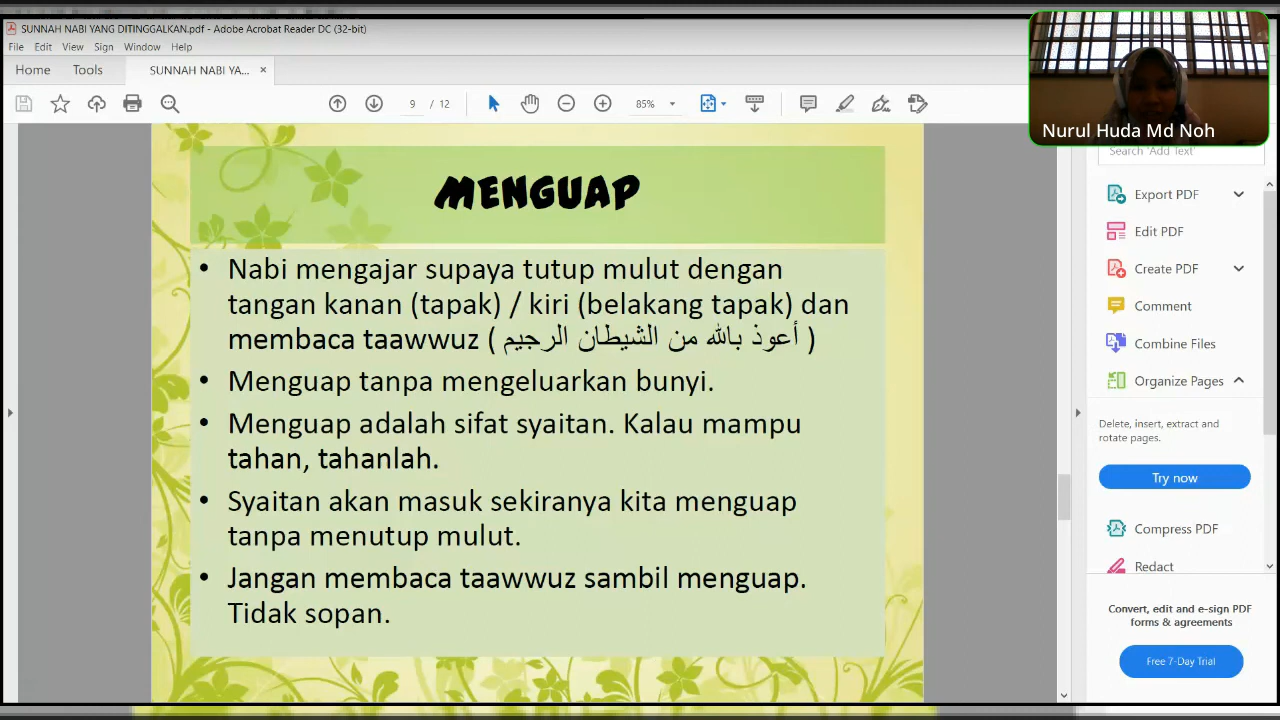 SUNNAH NABI YANG DITINGGALKAN.pdf - Adobe Acrobat Reader DC (32-bit)
File Edit View Sign Window Help
Home Tools SUNNAH NABI YA... ×
9 / 12 85%
Nurul Huda Md Noh
Search 'Add Text'
MENGUAP
• Nabi mengajar supaya tutup mulut dengan
tangan kanan (tapak) / kiri (belakang tapak) dan
membaca taawwuz ( أعوذ بالله من الشيطان الرجيم )
• Menguap tanpa mengeluarkan bunyi.
• Menguap adalah sifat syaitan. Kalau mampu
tahan, tahanlah.
• Syaitan akan masuk sekiranya kita menguap
tanpa menutup mulut.
• Jangan membaca taawwuz sambil menguap.
Tidak sopan.
Export PDF
Edit PDF
Create PDF
Comment
Combine Files
Organize Pages
Delete, insert, extract and
rotate pages.
Try now
Compress PDF
Redact
Convert, edit and e-sign PDF
forms & agreements
Free 7-Day Trial